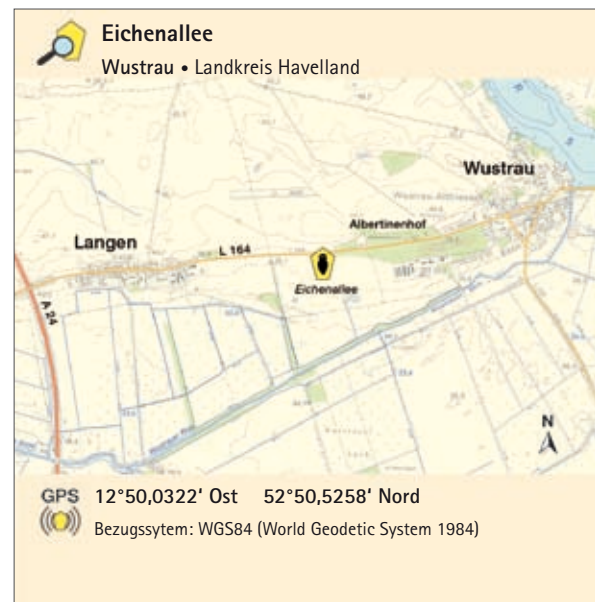 Eichenallee
Wustrau • Landkreis Havelland
Wustrau
Albertinenhof
Langen
L 164
Eichenallee
A 24
N
GPS 12°50,0322' Ost 52°50,5258' Nord
Bezugssytem: WGS84 (World Geodetic System 1984)